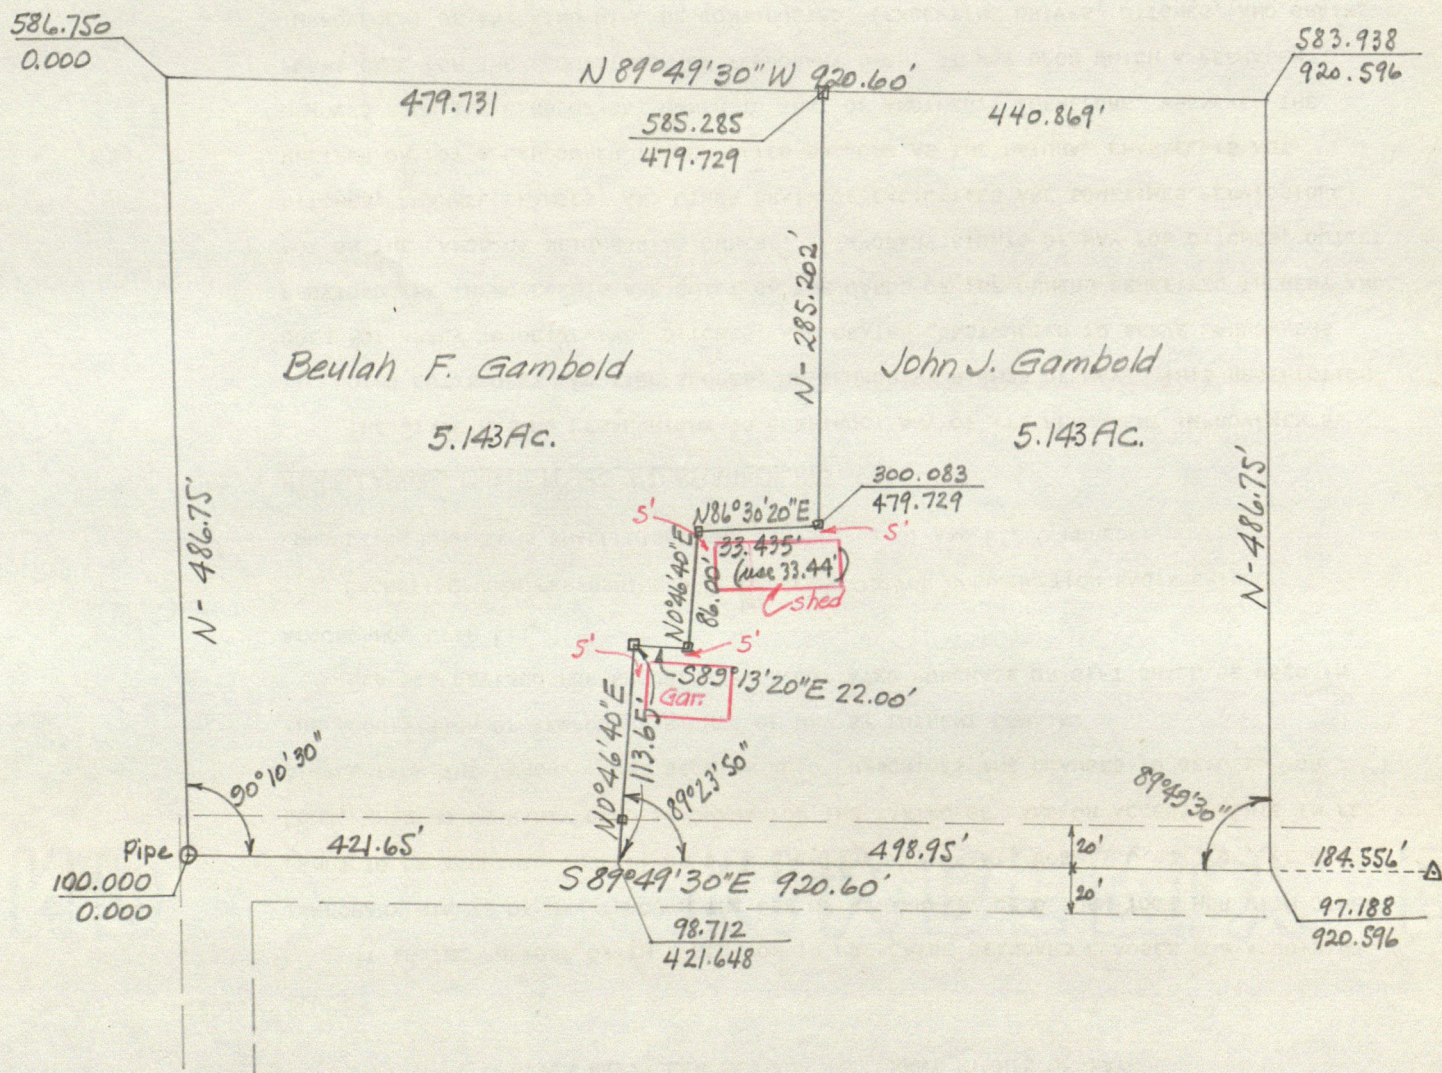 586.750
0.000
583.938
920.596
N 89°49'30" W 920.60'
479.731
440.869'
585.285
479.729
N - 285.202'
Beulah F. Gambold
5.143 Ac.
John J. Gambold
5.143 Ac.
300.083
479.729
N - 486.75'
N - 486.75'
N86°30'20"E
5'
5'
33.435'
(use 33.44')
shed
N0°46'40"E
86.00'
5'
5'
S89°13'20"E 22.00'
Gar.
N0°46'40"E
113.65'
90°10'30"
89°23'50"
89°49'30"
Pipe
421.65'
498.95'
20'
184.556'
100.000
0.000
S 89°49'30"E 920.60'
20'
97.188
920.596
98.712
421.648